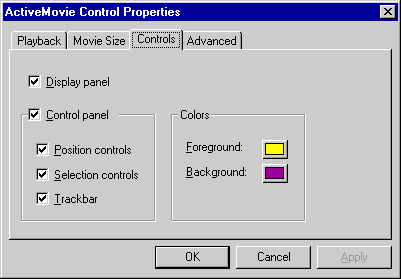 ActiveMovie Control Properties
Playback Movie Size Controls Advanced
Display panel
Control panel
Colors
Position controls
Foreground:
Selection controls
Background:
Trackbar
OK Cancel Apply